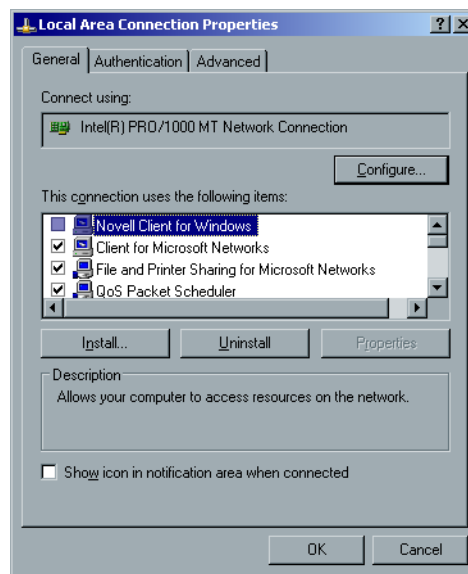 Local Area Connection Properties
General Authentication Advanced
Connect using:
Intel(R) PRO/1000 MT Network Connection
Configure...
This connection uses the following items:
Novell Client for Windows
Client for Microsoft Networks
File and Printer Sharing for Microsoft Networks
QoS Packet Scheduler
Install... Uninstall Properties
Description
Allows your computer to access resources on the network.
Show icon in notification area when connected
OK Cancel